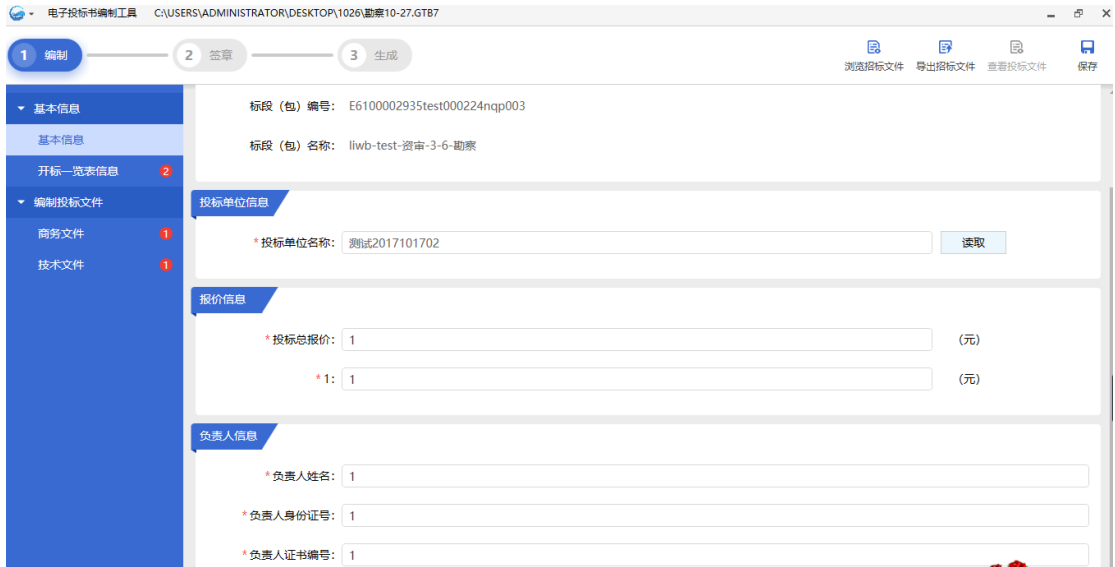 电子投标书编制工具 C:\USERS\ADMINISTRATOR\DESKTOP\1026\勘察10-27.GTB7
1 编制 2 签章 3 生成
浏览招标文件 导出招标文件 查看投标文件 保存
基本信息
基本信息
开标一览表信息 2
编制投标文件
商务文件 1
技术文件 1
标段（包）编号： E6100002935test000224nqp003
标段（包）名称： liwb-test-资审-3-6-勘察
投标单位信息
*投标单位名称： 测试2017101702 读取
报价信息
*投标总报价： 1 (元)
*1： 1 (元)
负责人信息
*负责人姓名： 1
*负责人身份证号： 1
*负责人证书编号： 1